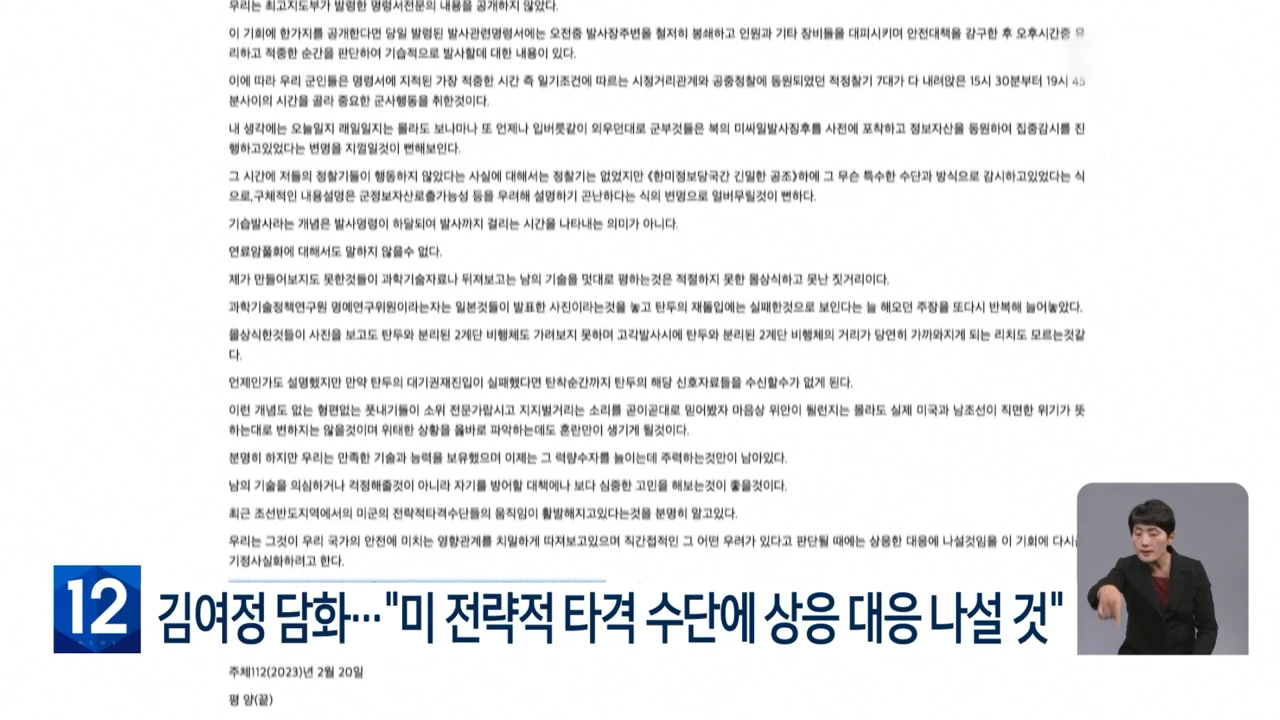 우리는 최고지도부가 발령한 명령서전문의 내용을 공개하지 않았다.
이 기회에 한가지를 공개한다면 당일 발령된 발사관련명령서에는 오전중 발사장주변을 철저히 봉쇄하고 인원과 기타 장비들을 대피시키며 안전대책을 강구한 후 오후시간중 유
리하고 적중한 순간을 판단하여 기습적으로 발사할데 대한 내용이 있다.
이에 따라 우리 군인들은 명령서에 지적된 가장 적중한 시간 즉 일기조건에 따르는 시정거리관계와 공중정찰에 동원되였던 적정찰기 7대가 다 내려앉은 15시 30분부터 19시 45
분사이의 시간을 골라 중요한 군사행동을 취한것이다.
내 생각에는 오늘일지 래일일지는 몰라도 보나마나 또 언제나 입버릇같이 외우던대로 군부것들은 북의 미싸일발사징후를 사전에 포착하고 정보자산을 동원하여 집중감시를 진
행하고있었다는 변명을 지껄일것이 뻔해보인다.
그 시간에 저들의 정찰기들이 행동하지 않았다는 사실에 대해서는 정찰기는 없었지만 《한미정보당국간 긴밀한 공조》하에 그 무슨 특수한 수단과 방식으로 감시하고있었다는 식
으로,구체적인 내용설명은 군정보자산로출가능성 등을 우려해 설명하기 곤난하다는 식의 변명으로 얼버무릴것이 뻔하다.
기습발사라는 개념은 발사명령이 하달되여 발사까지 걸리는 시간을 나타내는 의미가 아니다.
연료암풀화에 대해서도 말하지 않을수 없다.
제가 만들어보지도 못한것들이 과학기술자료나 뒤져보고는 남의 기술을 멋대로 평하는것은 적절하지 못한 몰상식하고 못난 짓거리이다.
과학기술정책연구원 명예연구위원이라는자는 일본것들이 발표한 사진이라는것을 놓고 탄두의 재돌입에는 실패한것으로 보인다는 늘 해오던 주장을 또다시 반복해 늘어놓았다.
몰상식한것들이 사진을 보고도 탄두와 분리된 2계단 비행체도 가려보지 못하며 고각발사시에 탄두와 분리된 2계단 비행체의 거리가 당연히 가까와지게 되는 리치도 모르는것같
다.
언제인가도 설명했지만 만약 탄두의 대기권재진입이 실패했다면 탄착순간까지 탄두의 해당 신호자료들을 수신할수가 없게 된다.
이런 개념도 없는 형편없는 풋내기들이 소위 전문가랍시고 지지벌거리는 소리를 곧이곧대로 믿어봤자 마음상 위안이 될런지는 몰라도 실제 미국과 남조선이 직면한 위기가 뜻
하는대로 변하지는 않을것이며 위태한 상황을 옳바로 파악하는데도 혼란만이 생기게 될것이다.
분명히 하지만 우리는 만족한 기술과 능력을 보유했으며 이제는 그 력량수자를 늘이는데 주력하는것만이 남아있다.
남의 기술을 의심하거나 걱정해줄것이 아니라 자기를 방어할 대책에나 보다 심중한 고민을 해보는것이 좋을것이다.
최근 조선반도지역에서의 미군의 전략적타격수단들의 움직임이 활발해지고있다는것을 분명히 알고있다.
우리는 그것이 우리 국가의 안전에 미치는 영향관계를 치밀하게 따져보고있으며 직간접적인 그 어떤 우려가 있다고 판단될 때에는 상응한 대응에 나설것임을 이 기회에 다시금
기정사실화하려고 한다.
12
NEWS
김여정 담화…"미 전략적 타격 수단에 상응 대응 나설 것"
주체112(2023)년 2월 20일
평 양(끝)